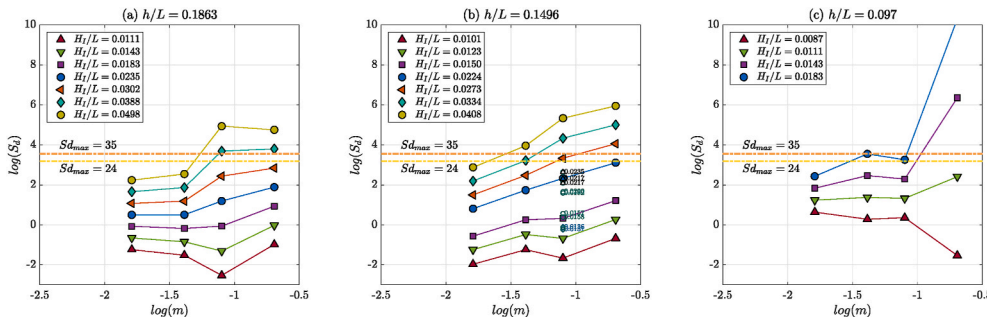 (a) h/L = 0.1863
10
8
6
4
2
0
-2
log(S_d)
H_I/L = 0.0111
H_I/L = 0.0143
H_I/L = 0.0183
H_I/L = 0.0235
H_I/L = 0.0302
H_I/L = 0.0388
H_I/L = 0.0498
Sd_max = 35
Sd_max = 24
-2.5
-2
-1.5
-1
-0.5
log(m)
(b) h/L = 0.1496
10
8
6
4
2
0
-2
log(S_d)
H_I/L = 0.0101
H_I/L = 0.0123
H_I/L = 0.0150
H_I/L = 0.0224
H_I/L = 0.0273
H_I/L = 0.0334
H_I/L = 0.0408
Sd_max = 35
Sd_max = 24
0.0235
0.0217
-2.5
-2
-1.5
-1
-0.5
log(m)
(c) h/L = 0.097
10
8
6
4
2
0
-2
log(S_d)
H_I/L = 0.0087
H_I/L = 0.0111
H_I/L = 0.0143
H_I/L = 0.0183
Sd_max = 35
Sd_max = 24
-2.5
-2
-1.5
-1
-0.5
log(m)